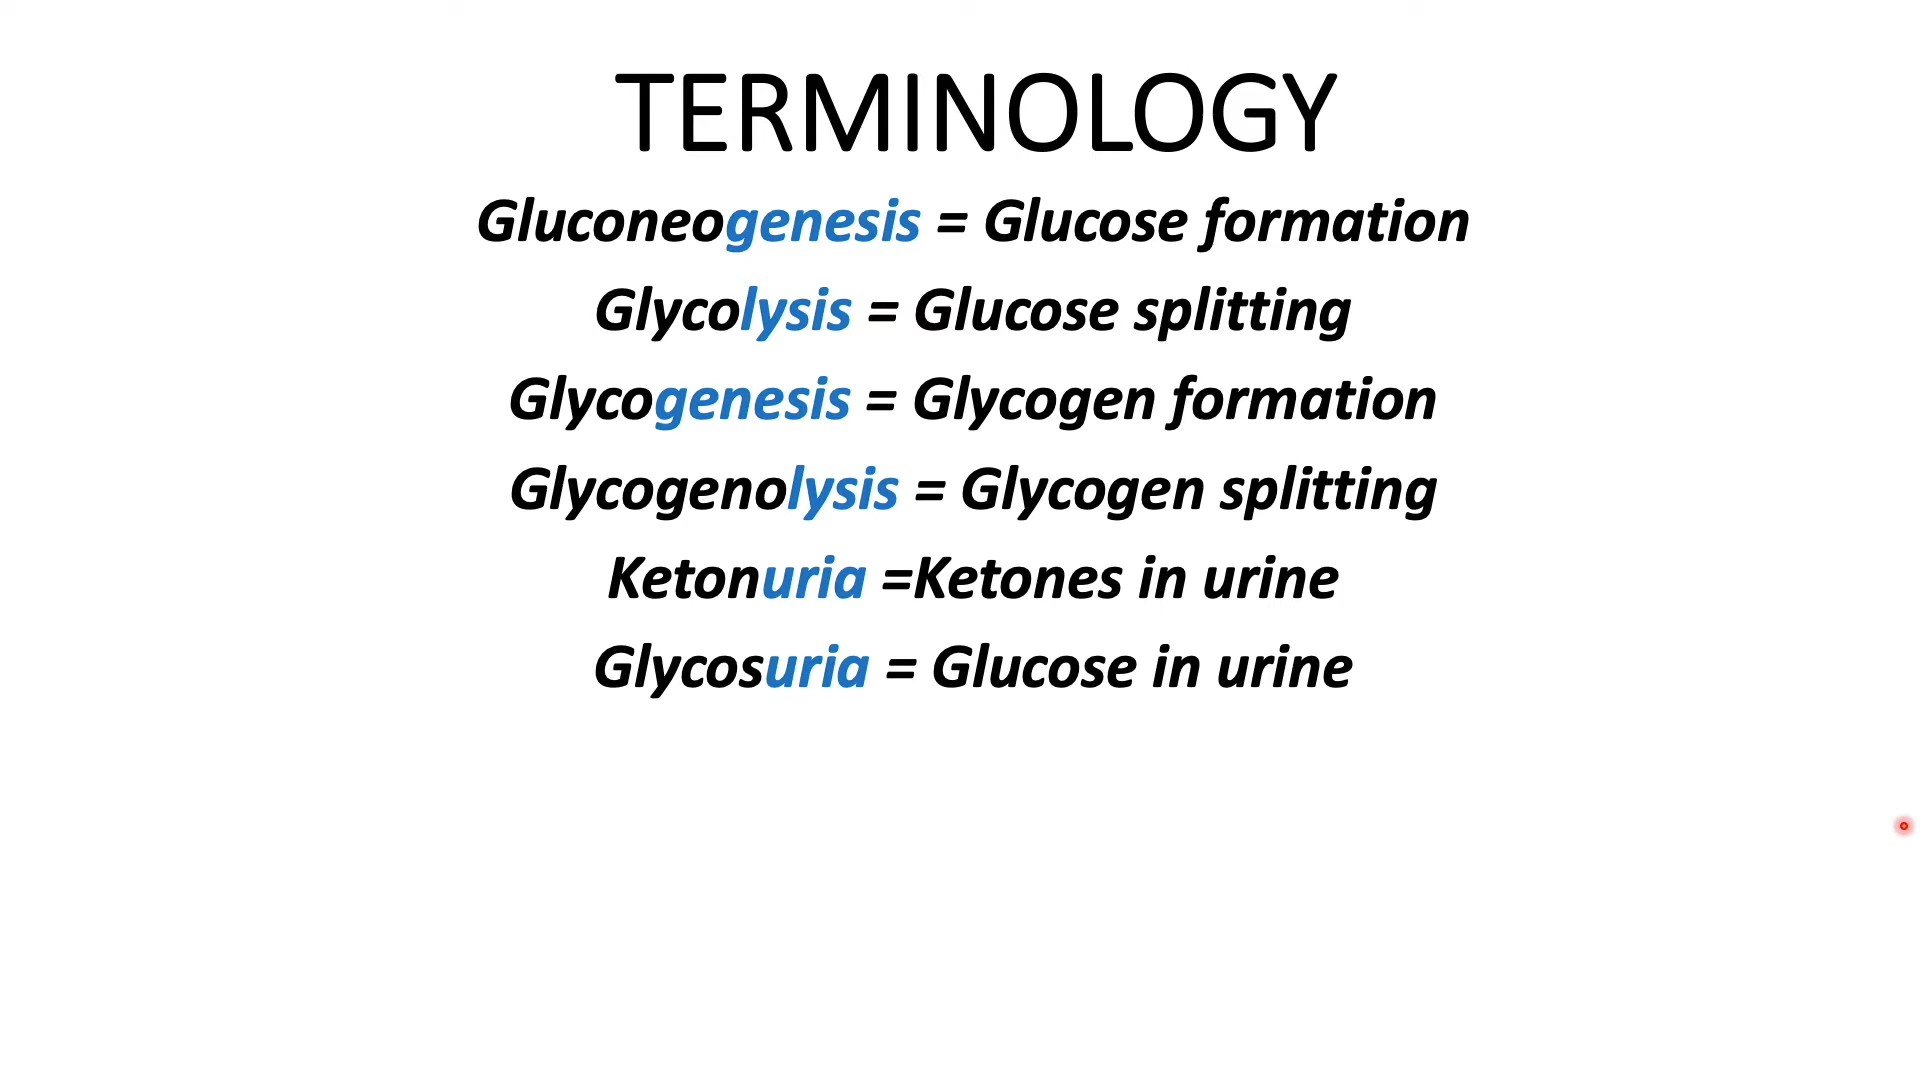 TERMINOLOGY
Gluconeogenesis = Glucose formation
Glycolysis = Glucose splitting
Glycogenesis = Glycogen formation
Glycogenolysis = Glycogen splitting
Ketonuria =Ketones in urine
Glycosuria = Glucose in urine